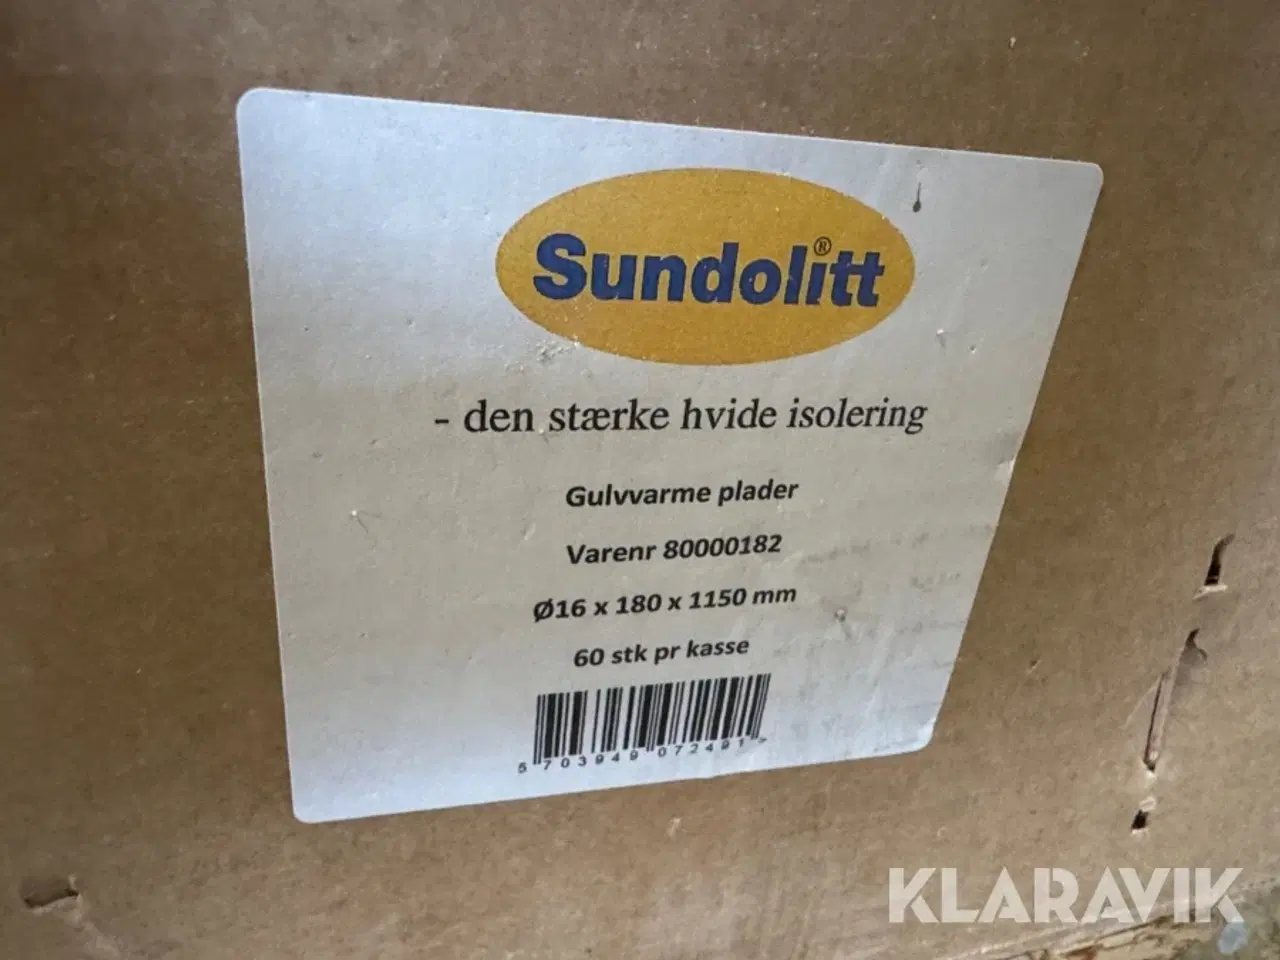 Sundolitt®
- den stærke hvide isolering
Gulvvarme plader
Varenr 80000182
Ø16 x 180 x 1150 mm
60 stk pr kasse
5 703949 072491 >
KLARAVIK